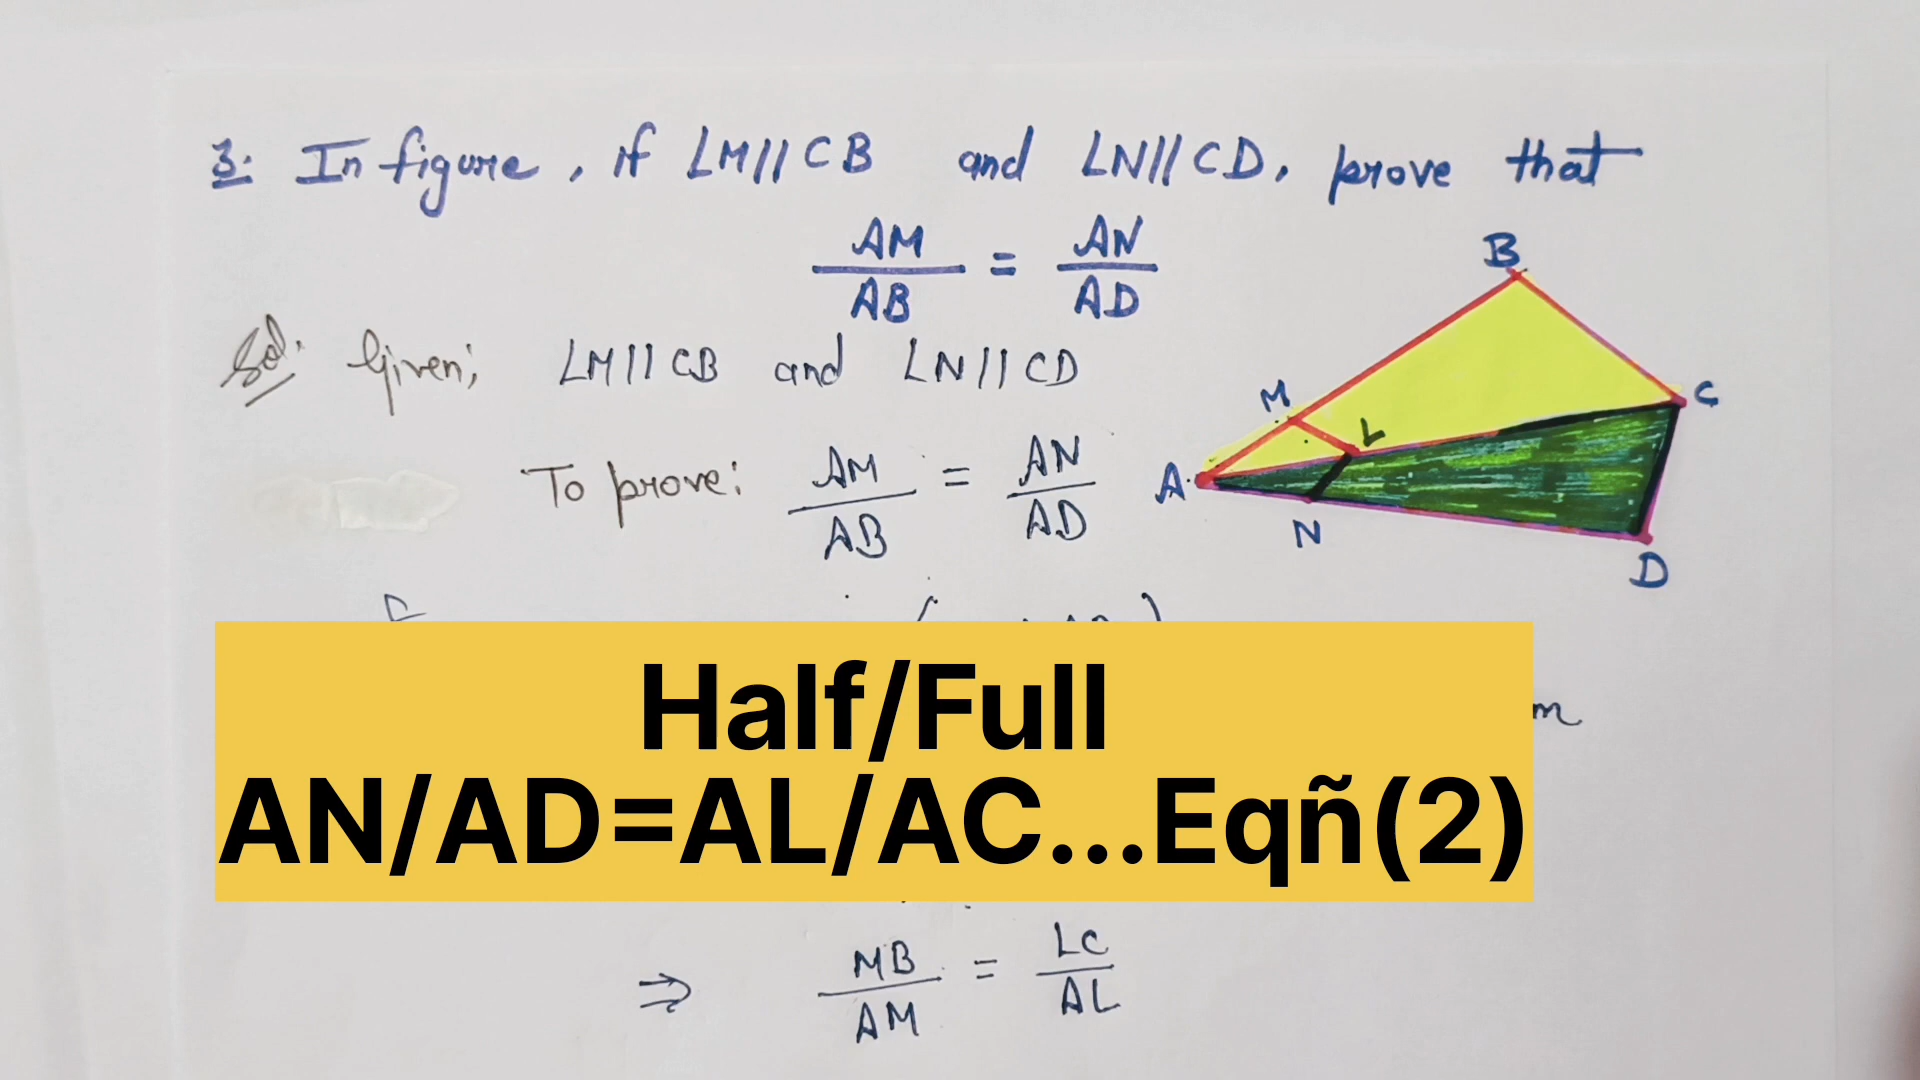 3. In figure, if LM||CB and LN||CD, prove that
AM/AB = AN/AD
Sol. Given; LM||CB and LN||CD
To prove: AM/AB = AN/AD
B
M
C
L
A
N
D
Half/Full
AN/AD=AL/AC...Eqñ(2)
⇒ MB/AM = LC/AL